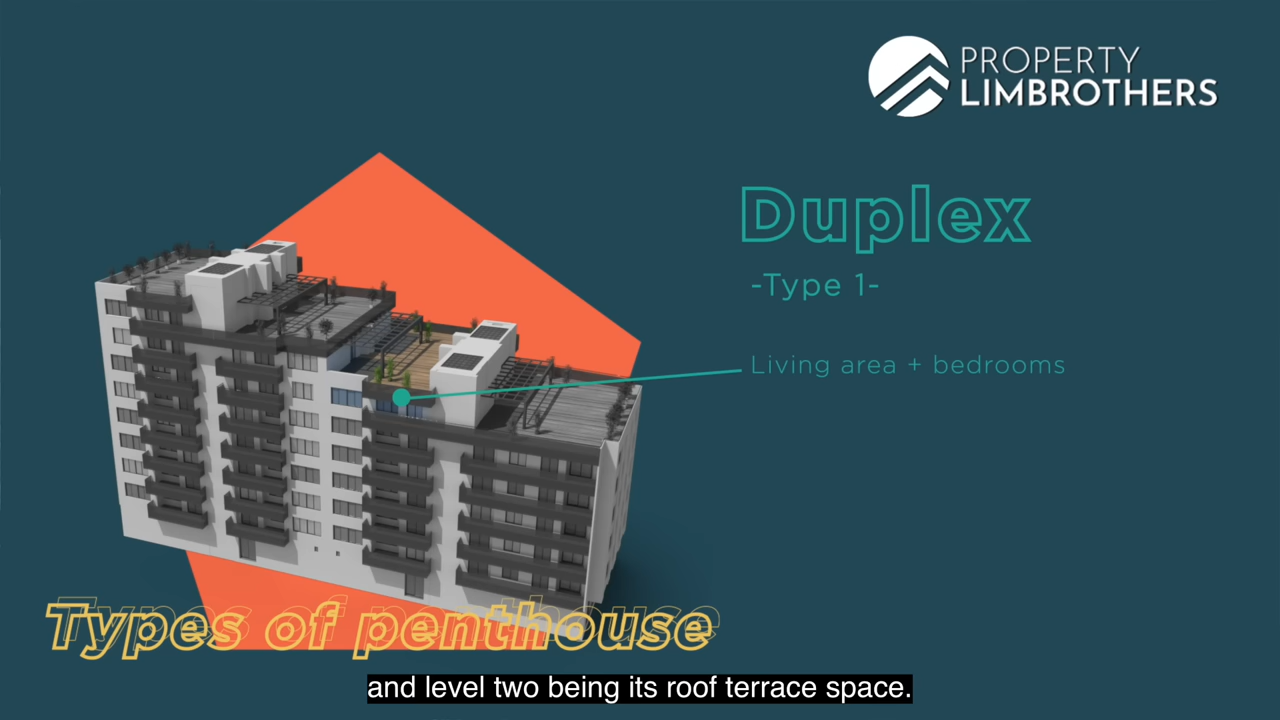 PROPERTY
LIMBROTHERS
Duplex
-Type 1-
Living area + bedrooms
Types of penthouse
and level two being its roof terrace space.